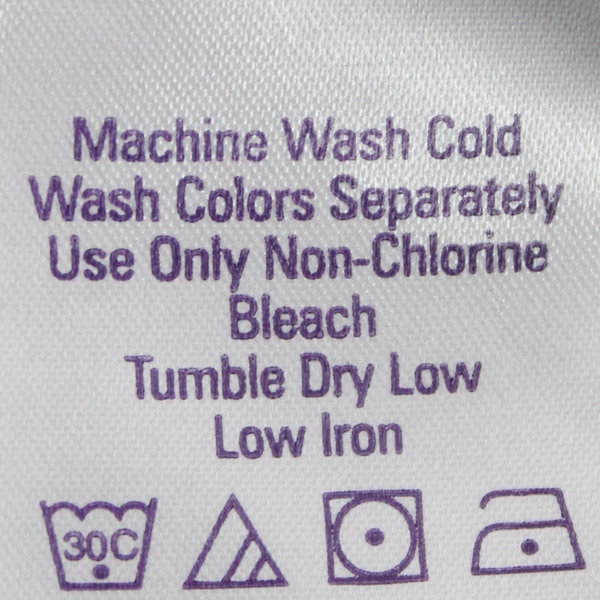 Machine Wash Cold
Wash Colors Separately
Use Only Non-Chlorine
Bleach
Tumble Dry Low
Low Iron
30C